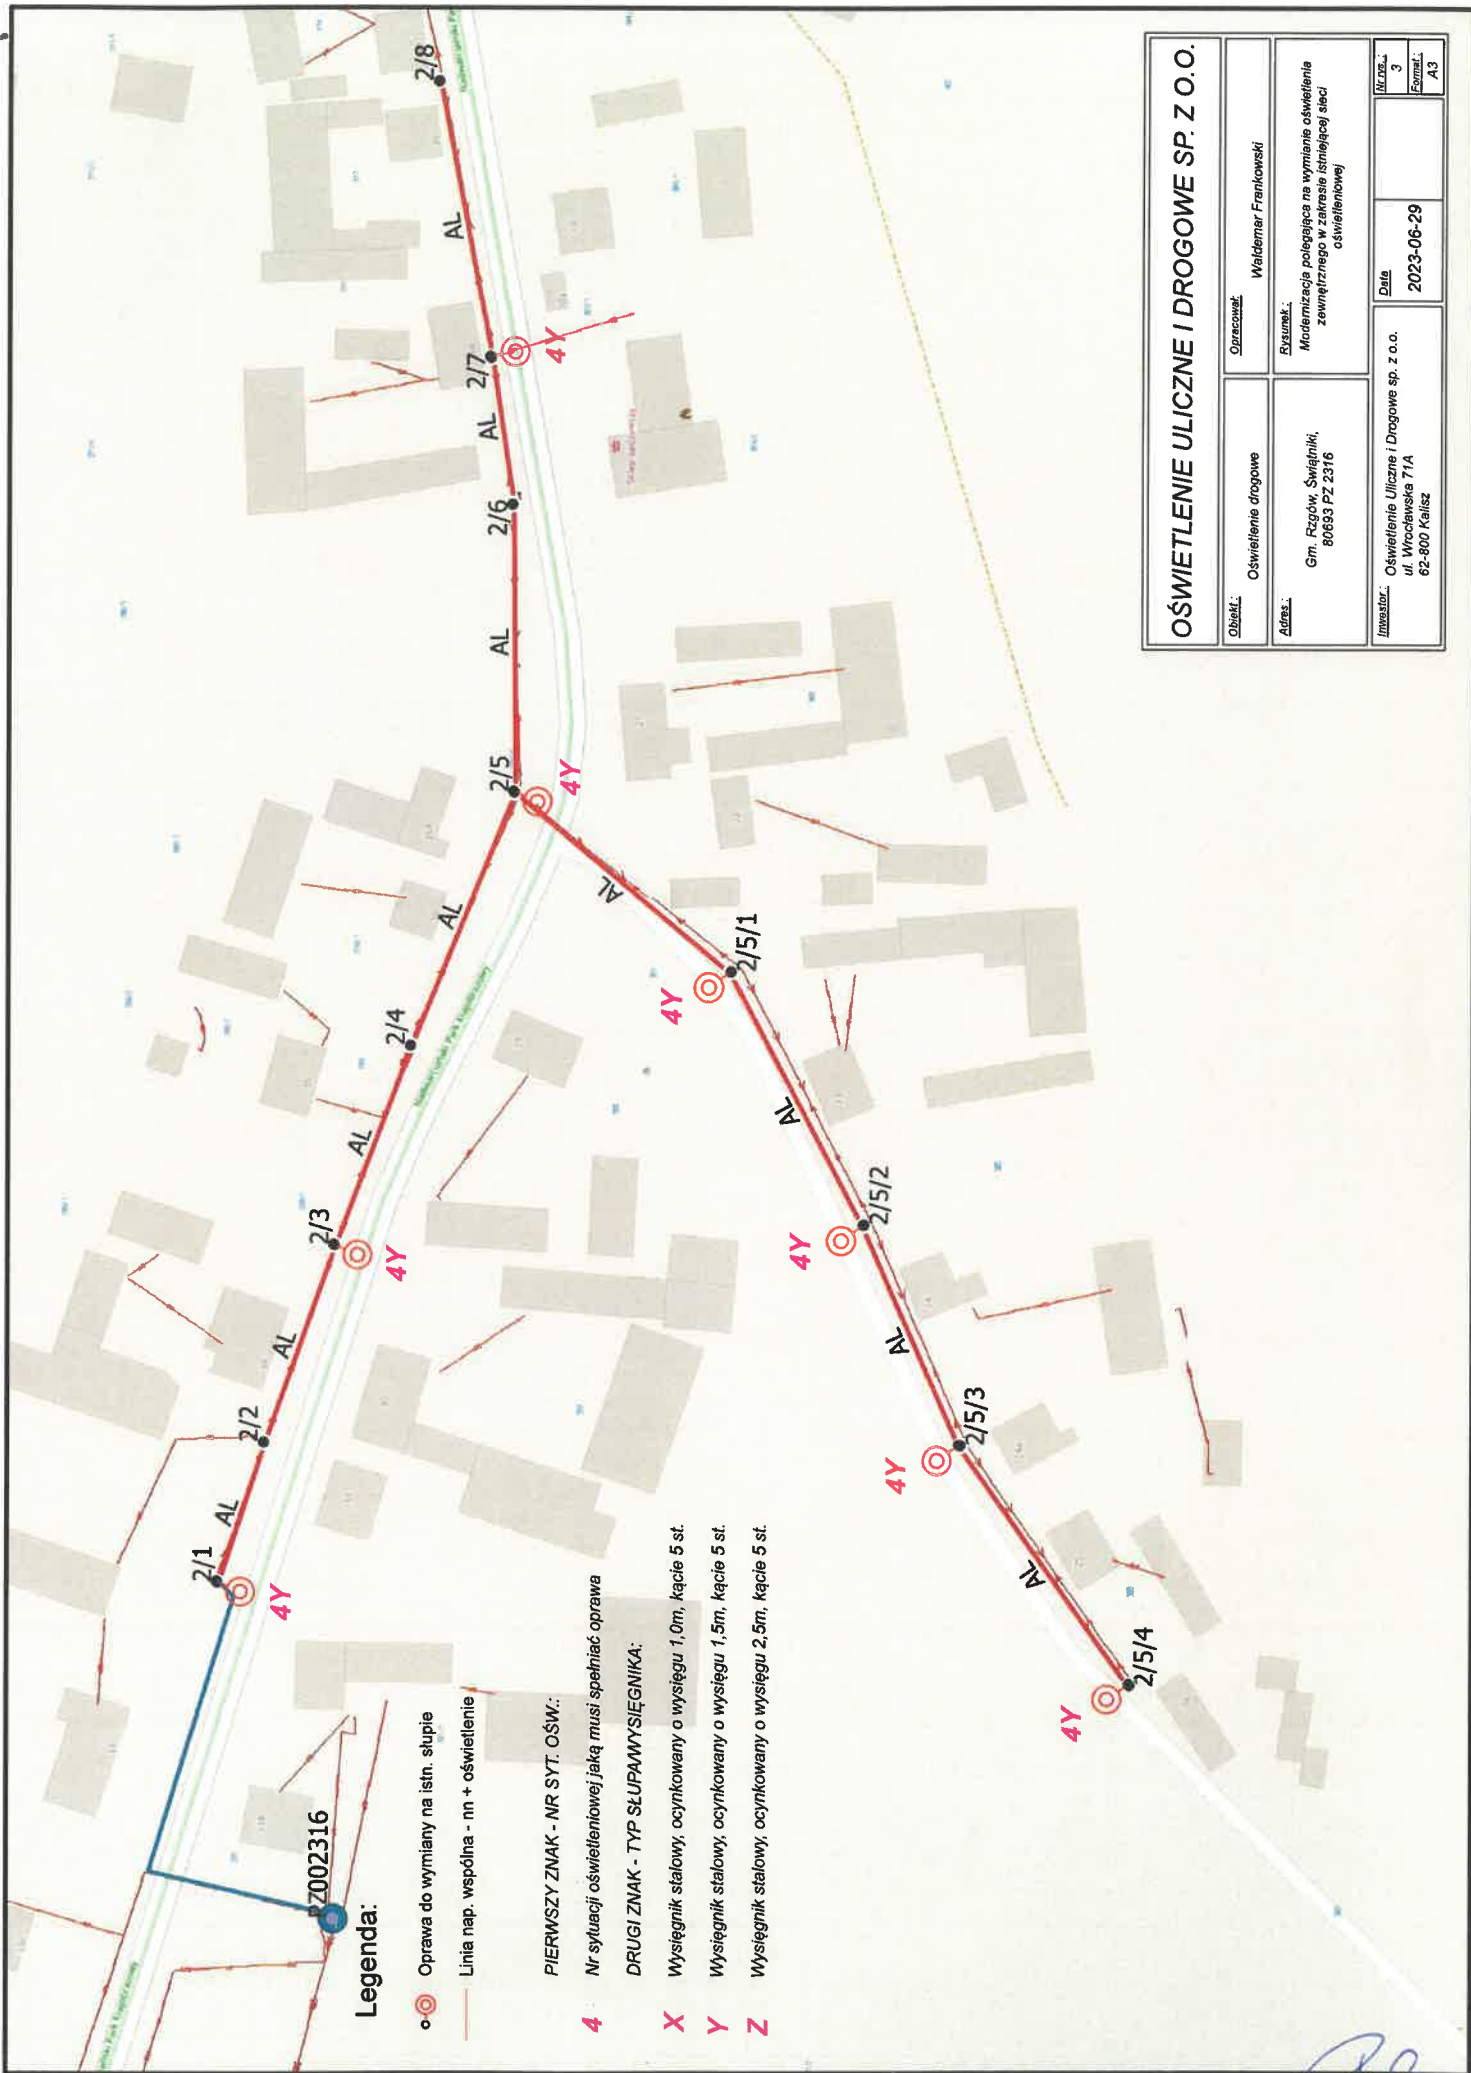 2/1
AL
2/2
AL
2/3
AL
2/4
AL
2/5
AL
2/6
AL
2/7
AL
2/8
4Y
4Y
4Y
4Y
AL
2/5/1
4Y
AL
2/5/2
4Y
AL
2/5/3
4Y
AL
2/5/4
4Y
PZ002316
Nadwarciański Park Krajobrazowy
Legenda:
Oprawa do wymiany na istn. słupie
Linia nap. wspólna - nn + oświetlenie
PIERWSZY ZNAK - NR SYT. OŚW.:
4 Nr sytuacji oświetleniowej jaką musi spełniać oprawa
DRUGI ZNAK - TYP SŁUPA/WYSIĘGNIKA:
X Wysięgnik stalowy, ocynkowany o wysięgu 1,0m, kącie 5 st.
Y Wysięgnik stalowy, ocynkowany o wysięgu 1,5m, kącie 5 st.
Z Wysięgnik stalowy, ocynkowany o wysięgu 2,5m, kącie 5 st.
OŚWIETLENIE ULICZNE I DROGOWE SP. Z O.O.
Obiekt:
Oświetlenie drogowe
Opracował:
Waldemar Frankowski
Adres:
Gm. Rzgów, Świątniki,
80693 PZ 2316
Rysunek:
Modernizacja polegająca na wymianie oświetlenia
zewnętrznego w zakresie istniejącej sieci
oświetleniowej
Inwestor:
Oświetlenie Uliczne i Drogowe sp. z o.o.
ul. Wrocławska 71A
62-800 Kalisz
Data
2023-06-29
Nr rys.:
3
Format:
A3